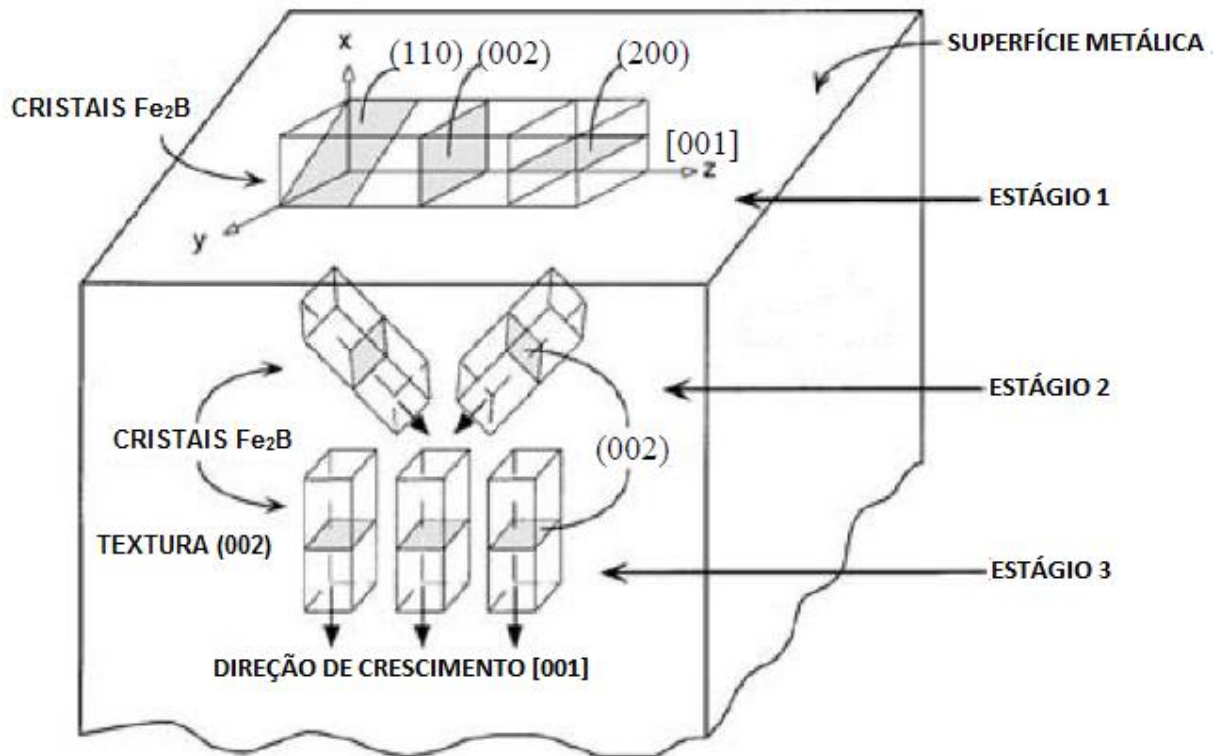 x
(110)
(002)
(200)
SUPERFÍCIE METÁLICA
CRISTAIS Fe₂B
[001]
z
y
ESTÁGIO 1
ESTÁGIO 2
CRISTAIS Fe₂B
(002)
TEXTURA (002)
ESTÁGIO 3
DIREÇÃO DE CRESCIMENTO [001]